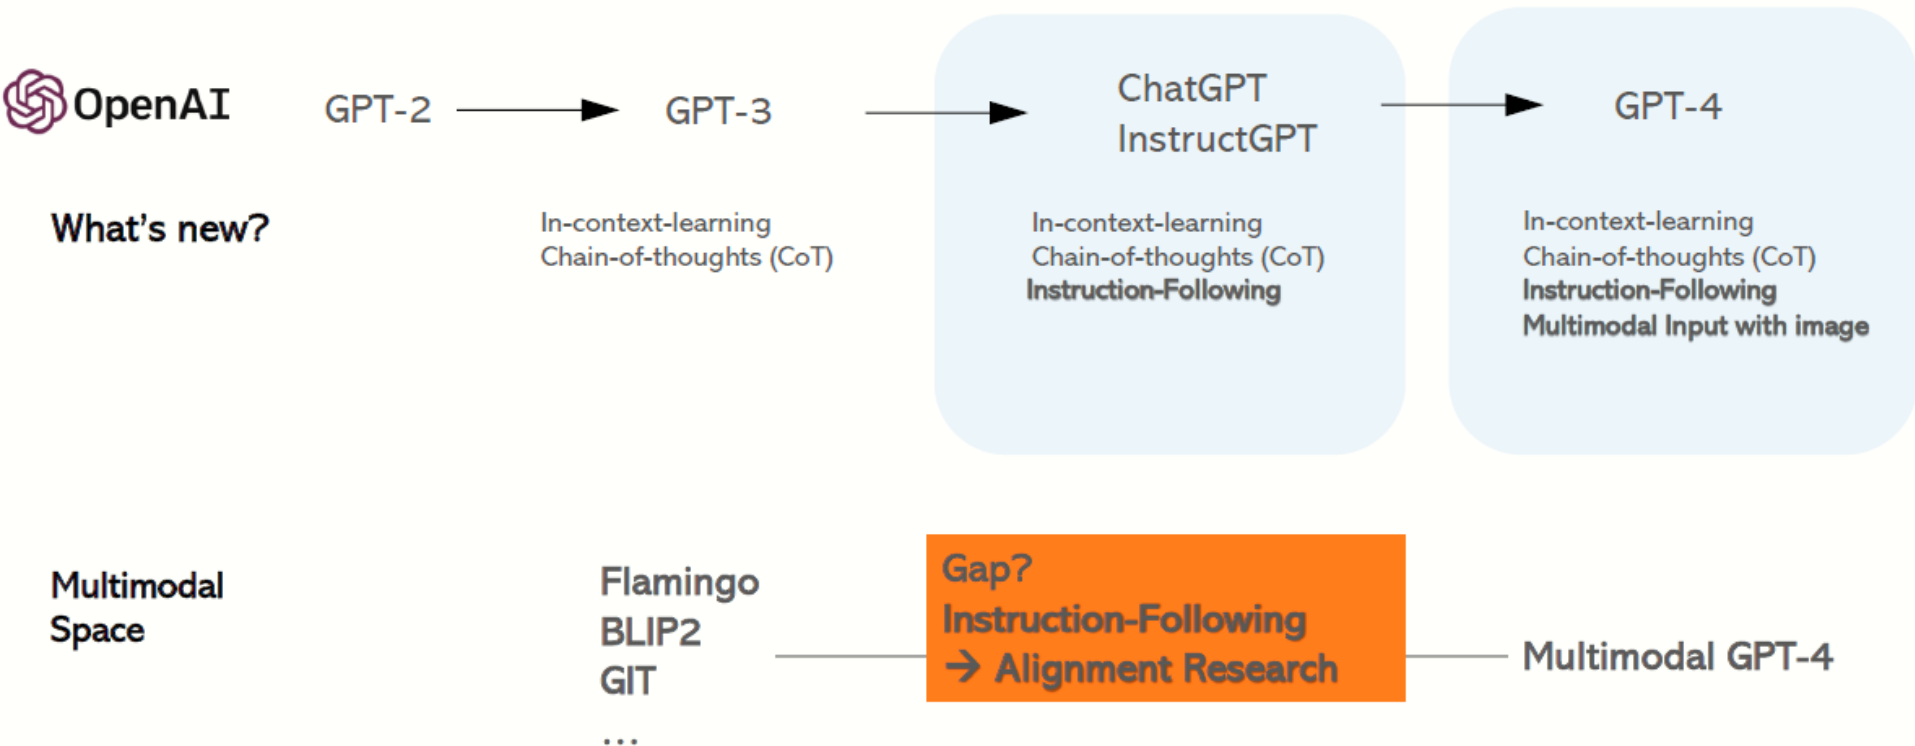 OpenAI
GPT-2
GPT-3
ChatGPT
InstructGPT
GPT-4
What's new?
In-context-learning
Chain-of-thoughts (CoT)
In-context-learning
Chain-of-thoughts (CoT)
Instruction-Following
In-context-learning
Chain-of-thoughts (CoT)
Instruction-Following
Multimodal Input with image
Multimodal
Space
Flamingo
BLIP2
GIT
...
Gap?
Instruction-Following
→ Alignment Research
Multimodal GPT-4